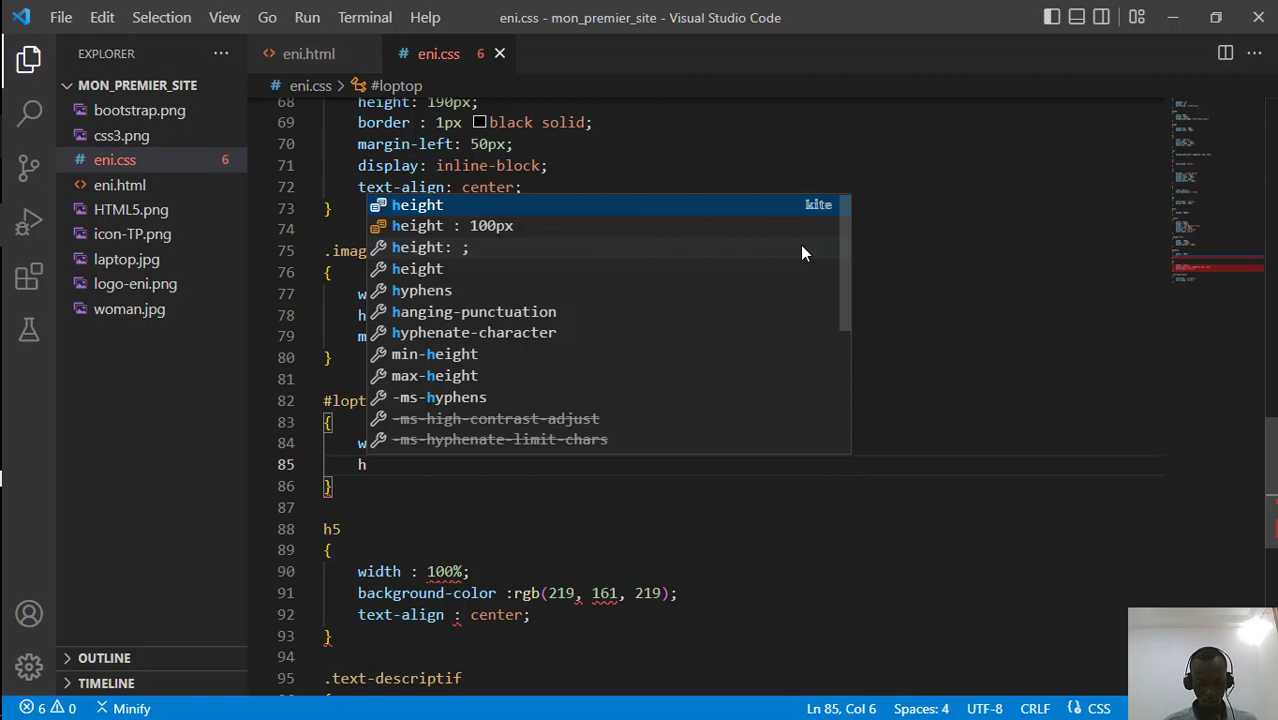 File Edit Selection View Go Run Terminal Help eni.css - mon_premier_site - Visual Studio Code
EXPLORER
eni.html
eni.css 6
MON_PREMIER_SITE
bootstrap.png
css3.png
eni.css 6
eni.html
HTML5.png
icon-TP.png
laptop.jpg
logo-eni.png
woman.jpg
OUTLINE
TIMELINE
eni.css > #loptop
68 height: 190px;
69 border : 1px black solid;
70 margin-left: 50px;
71 display: inline-block;
72 text-align: center;
73 }
74
75 .imag
76 {
77 w
78 h
79 m
80 }
81
82 #lopt
83 {
84 w
85 h
86 }
87
88 h5
89 {
90 width : 100%;
91 background-color :rgb(219, 161, 219);
92 text-align : center;
93 }
94
95 .text-descriptif
height kite
height : 100px
height: ;
height
hyphens
hanging-punctuation
hyphenate-character
min-height
max-height
-ms-hyphens
-ms-high-contrast-adjust
-ms-hyphenate-limit-chars
6 0 Minify Ln 85, Col 6 Spaces: 4 UTF-8 CRLF CSS